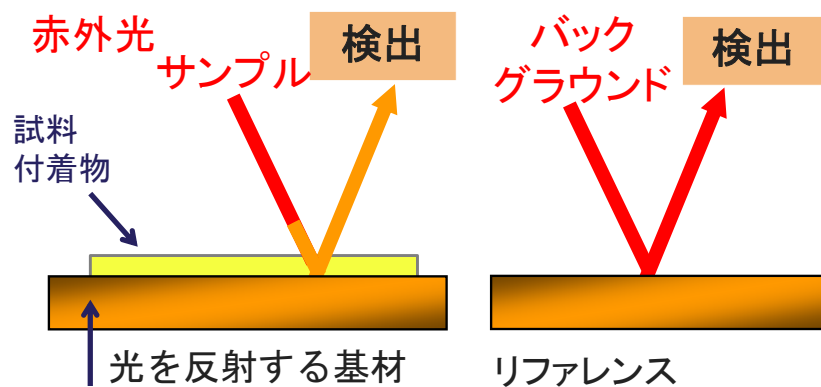 赤外光
サンプル
検出
試料
付着物
光を反射する基材
バック
グラウンド
検出
リファレンス